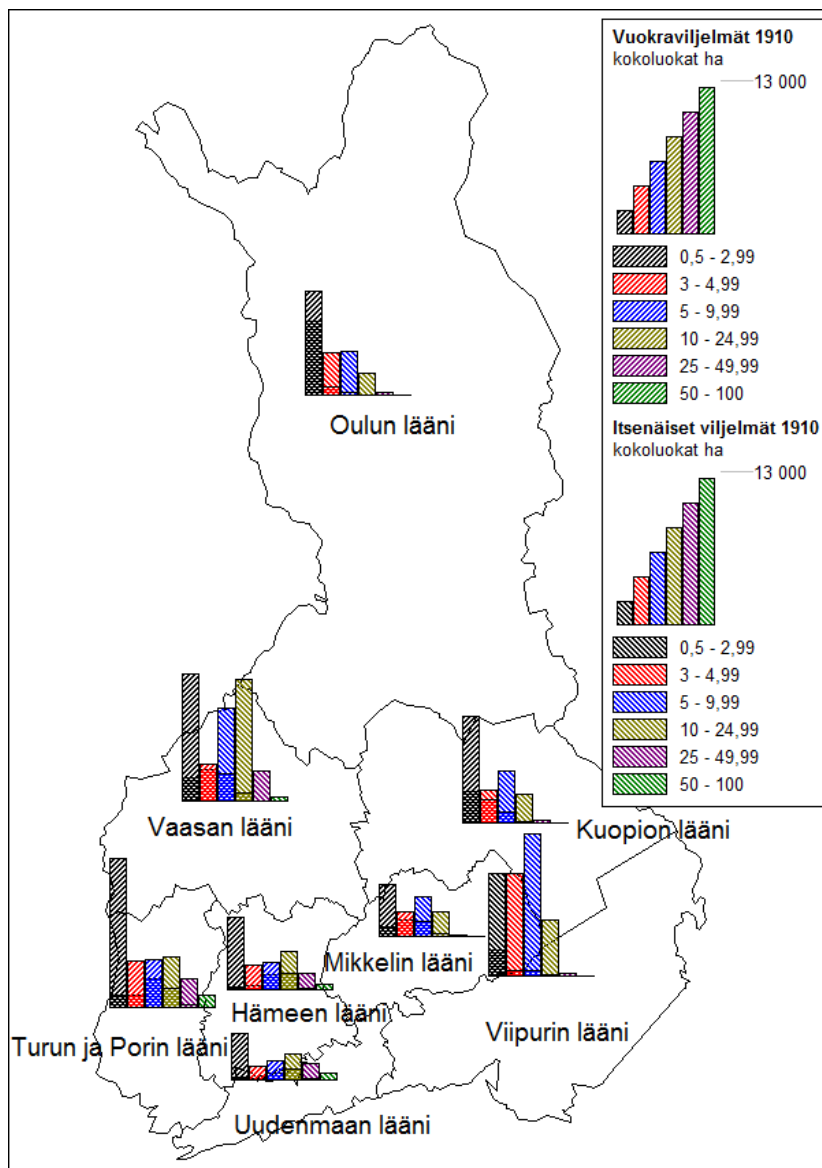 Vuokraviljelmät 1910
kokoluokat ha
13 000
0,5 - 2,99
3 - 4,99
5 - 9,99
10 - 24,99
25 - 49,99
50 - 100
Itsenäiset viljelmät 1910
kokoluokat ha
13 000
0,5 - 2,99
3 - 4,99
5 - 9,99
10 - 24,99
25 - 49,99
50 - 100
Oulun lääni
Vaasan lääni
Kuopion lääni
Mikkelin lääni
Hämeen lääni
Viipurin lääni
Turun ja Porin lääni
Uudenmaan lääni